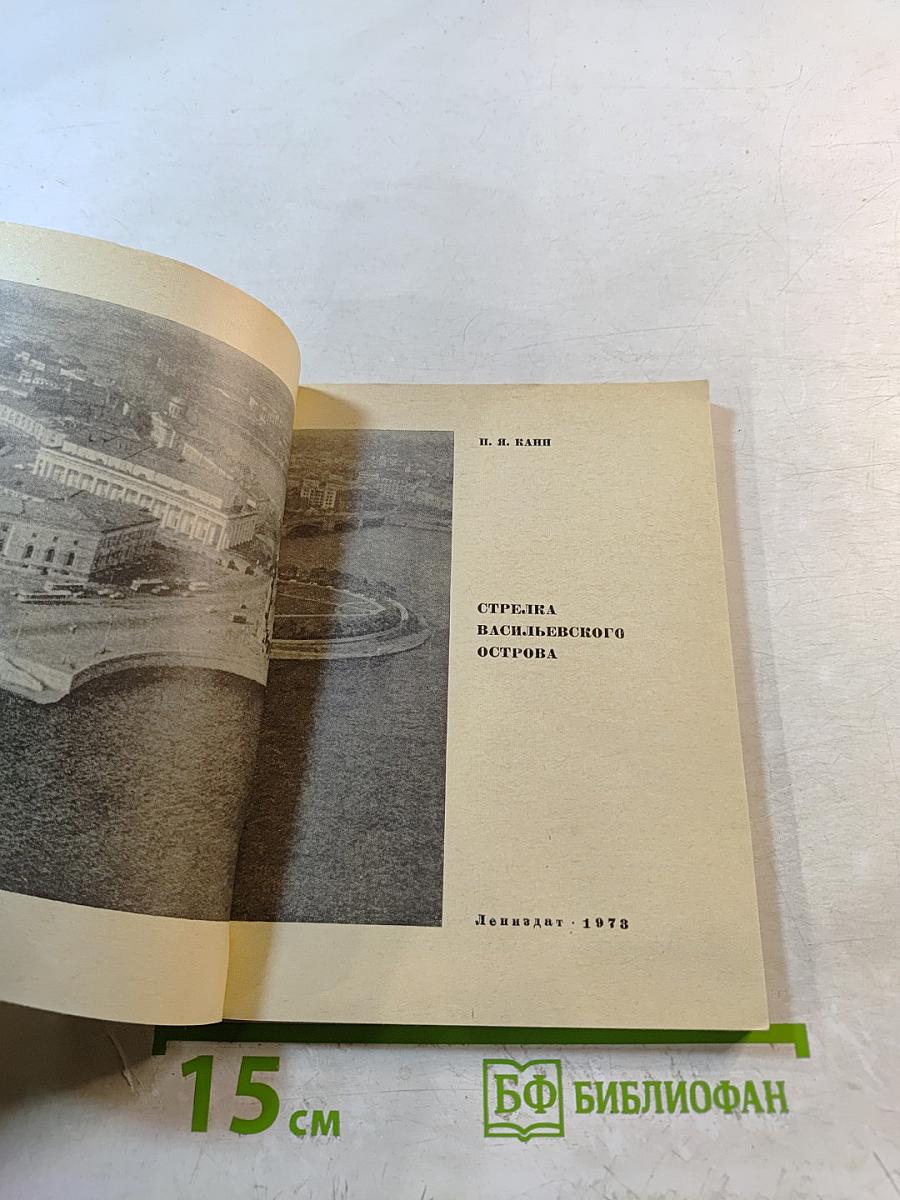 П. Я. КАНН
СТРЕЛКА
ВАСИЛЬЕВСКОГО
ОСТРОВА
Лениздат · 1973
15 см
БФ БИБЛИОФАН